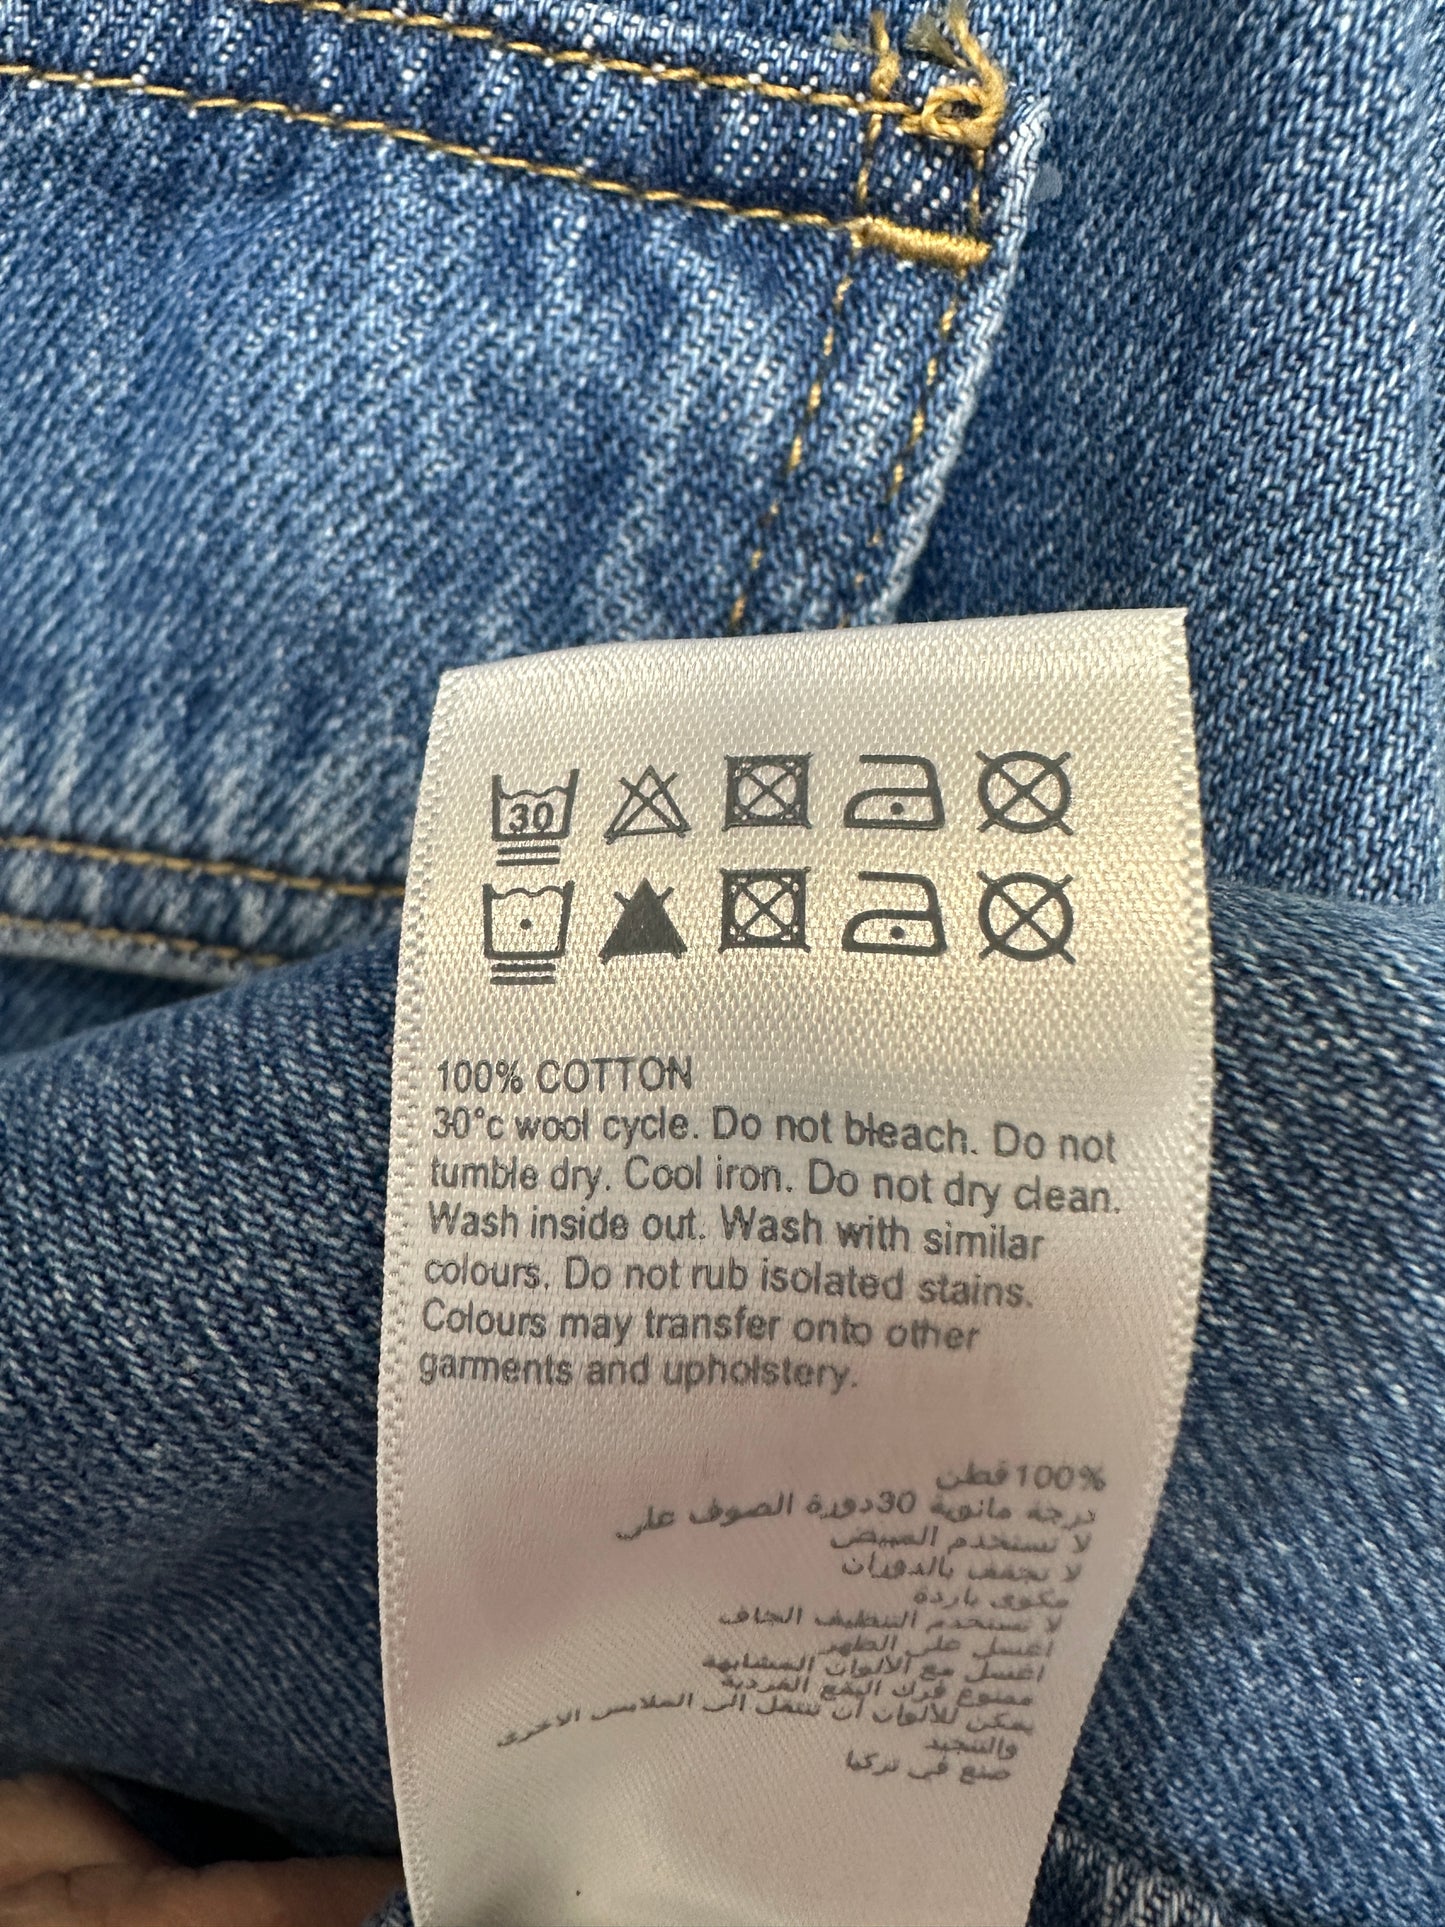 30
100% COTTON
30°c wool cycle. Do not bleach. Do not
tumble dry. Cool iron. Do not dry clean.
Wash inside out. Wash with similar
colours. Do not rub isolated stains.
Colours may transfer onto other
garments and upholstery.
100% قطن
درجة مائوية 30دورة الصوف على
لا تستخدم المبيض
لا تجفف بالدوران
مكوى باردة
لا تستخدم التنظيف الجاف
اغسل على الظهر
اغسل مع الألوان المشابهة
ممنوع فرك البقع الفردية
يمكن للألوان أن تنتقل إلى الملابس الأخرى
والتنجيد
صنع في تركيا